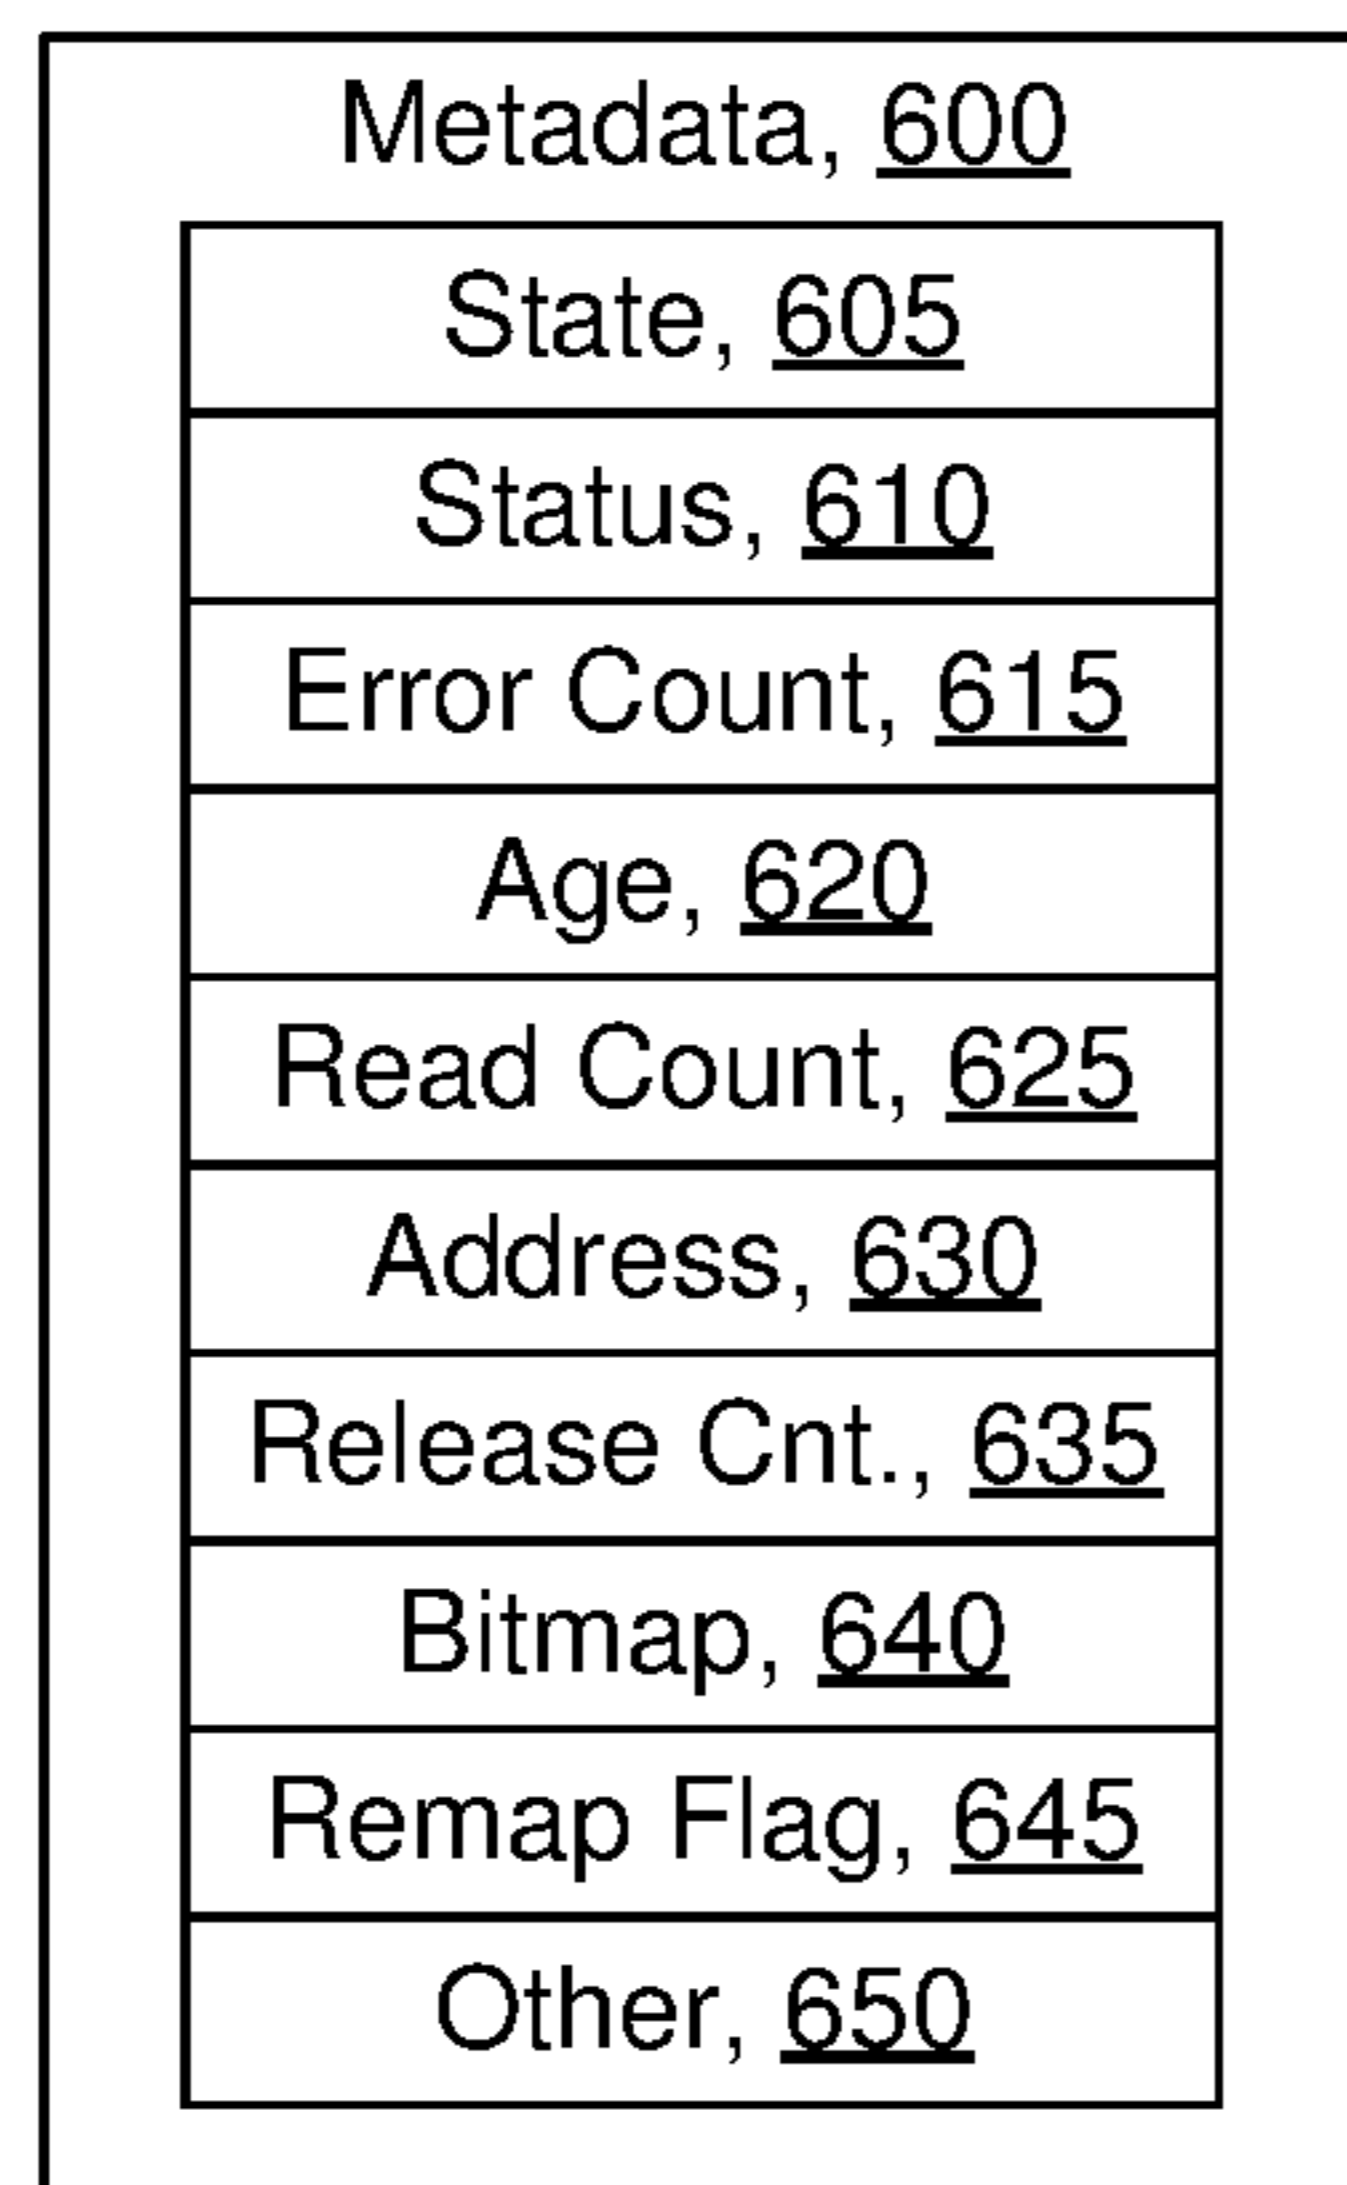 Metadata, 600
State, 605
Status, 610
Error Count, 615
Age, 620
Read Count, 625
Address, 630
Release Cnt., 635
Bitmap, 640
Remap Flag, 645
Other, 650